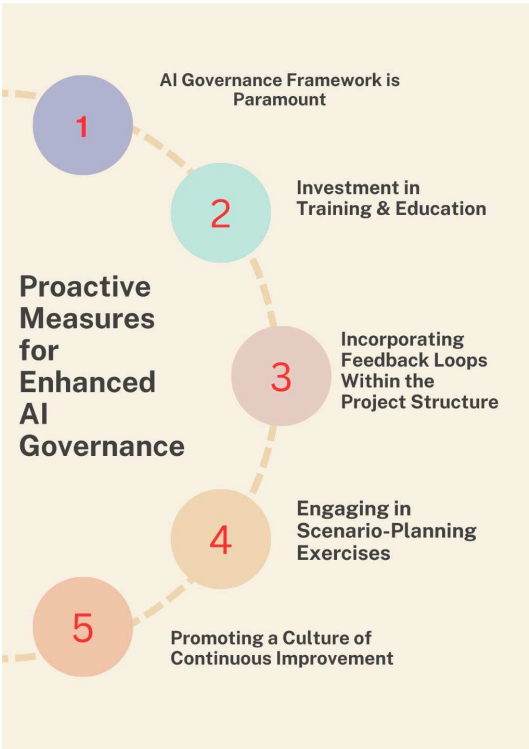 Proactive
Measures
for
Enhanced
AI
Governance
1
AI Governance Framework is
Paramount
2
Investment in
Training & Education
3
Incorporating
Feedback Loops
Within the
Project Structure
4
Engaging in
Scenario-Planning
Exercises
5
Promoting a Culture of
Continuous Improvement